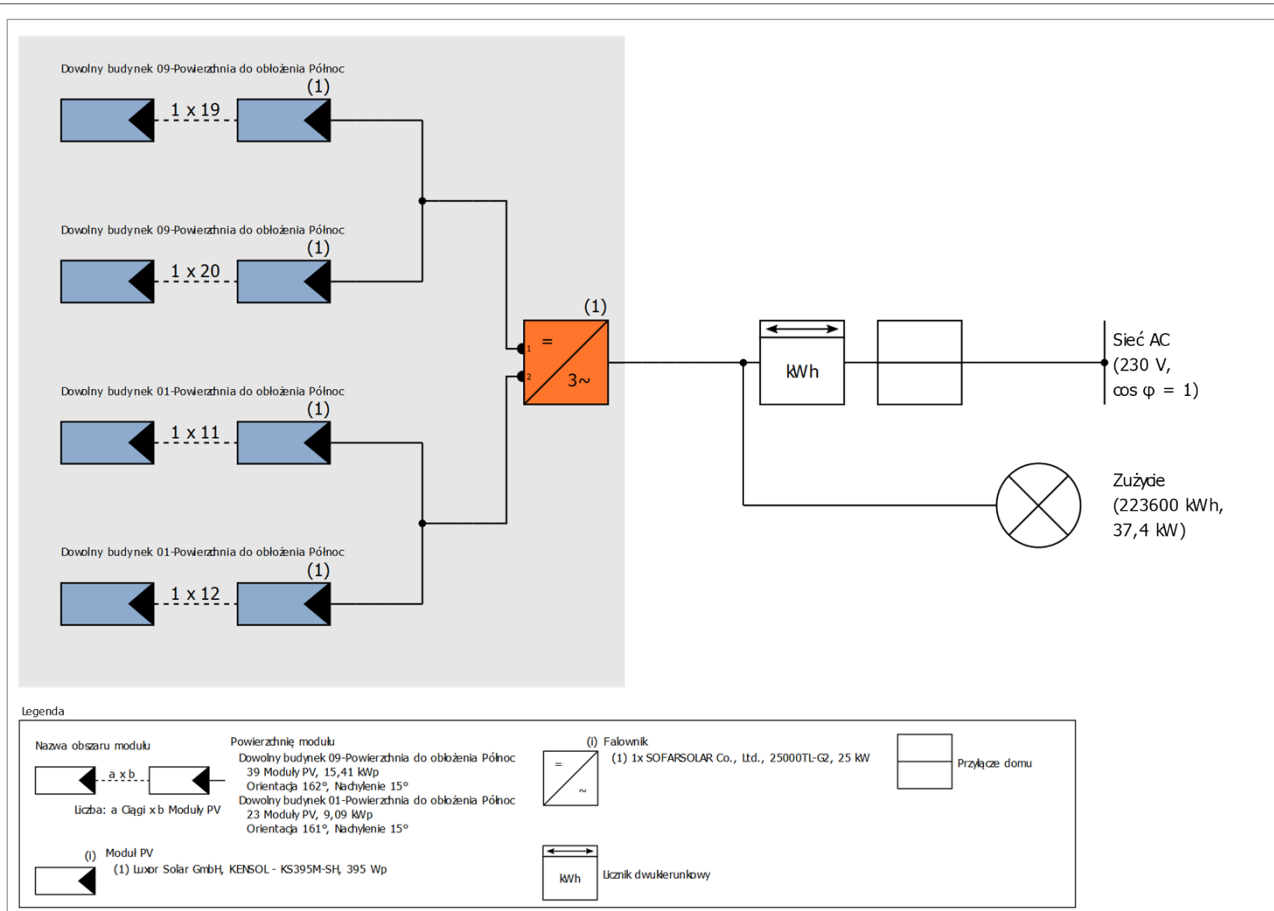 Dowolny budynek 09-Powierzchnia do obłożenia Północ
(1)
1 x 19
Dowolny budynek 09-Powierzchnia do obłożenia Północ
(1)
1 x 20
Dowolny budynek 01-Powierzchnia do obłożenia Północ
(1)
1 x 11
Dowolny budynek 01-Powierzchnia do obłożenia Północ
(1)
1 x 12
(1)
1 =
2 3~
kWh
Sieć AC
(230 V,
cos φ = 1)
Zużycie
(223600 kWh,
37,4 kW)
Legenda
Nazwa obszaru modułu
a x b
Liczba: a Ciągi x b Moduły PV
(i) Moduł PV
(1) Luxor Solar GmbH, KENSOL - KS395M-SH, 395 Wp
Powierzchnię modułu
Dowolny budynek 09-Powierzchnia do obłożenia Północ
39 Moduły PV, 15,41 kWp
Orientacja 162°, Nachylenie 15°
Dowolny budynek 01-Powierzchnia do obłożenia Północ
23 Moduły PV, 9,09 kWp
Orientacja 161°, Nachylenie 15°
(i) Falownik
(1) 1x SOFARSOLAR Co., Ltd., 25000TL-G2, 25 kW
=
~
kWh
Licznik dwukierunkowy
Przyłącze domu